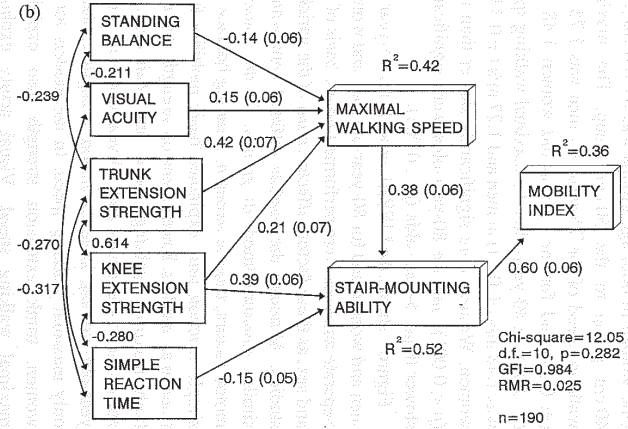 (b)
STANDING
BALANCE
-0.14 (0.06)
R²=0.42
-0.211
-0.239
VISUAL
ACUITY
0.15 (0.06)
MAXIMAL
WALKING SPEED
0.42 (0.07)
R²=0.36
TRUNK
EXTENSION
STRENGTH
0.38 (0.06)
MOBILITY
INDEX
0.21 (0.07)
-0.270
0.614
-0.317
KNEE
EXTENSION
STRENGTH
0.39 (0.06)
STAIR-MOUNTING
ABILITY
0.60 (0.06)
-0.280
R²=0.52
SIMPLE
REACTION
TIME
-0.15 (0.05)
Chi-square=12.05
d.f.=10, p=0.282
GFI=0.984
RMR=0.025
n=190